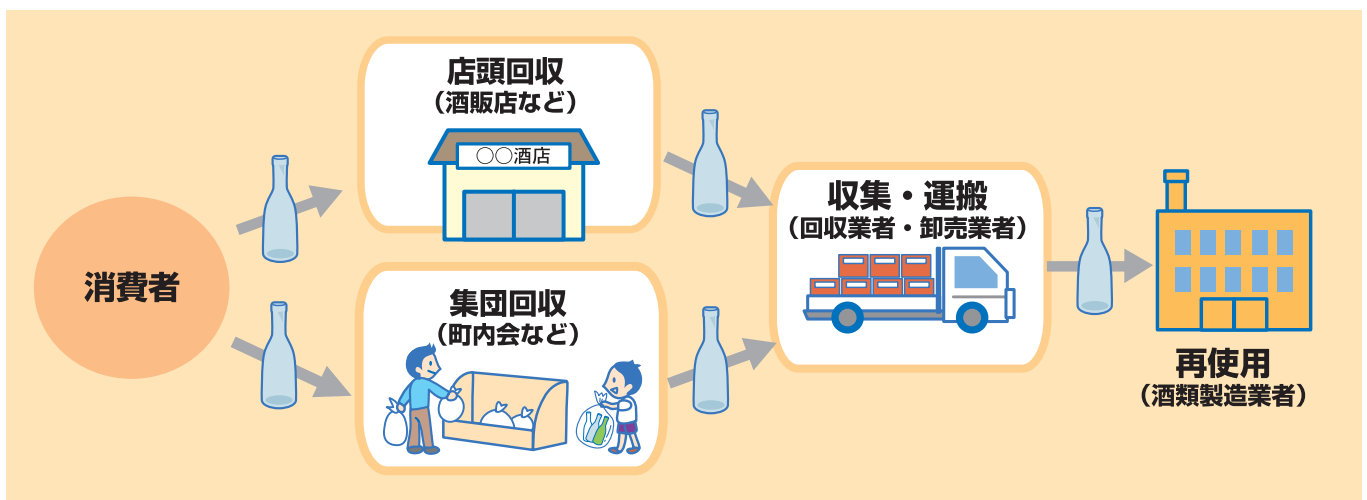 消費者
店頭回収
（酒販店など）
〇〇酒店
集団回収
（町内会など）
収集・運搬
（回収業者・卸売業者）
再使用
（酒類製造業者）